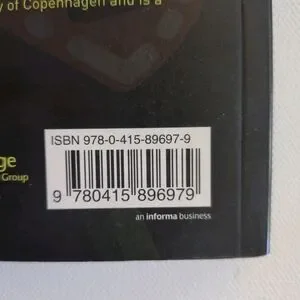 y of Copenhagen and is a
ISBN 978-0-415-89697-9
ge
Group
9 780415 896979
an informa business